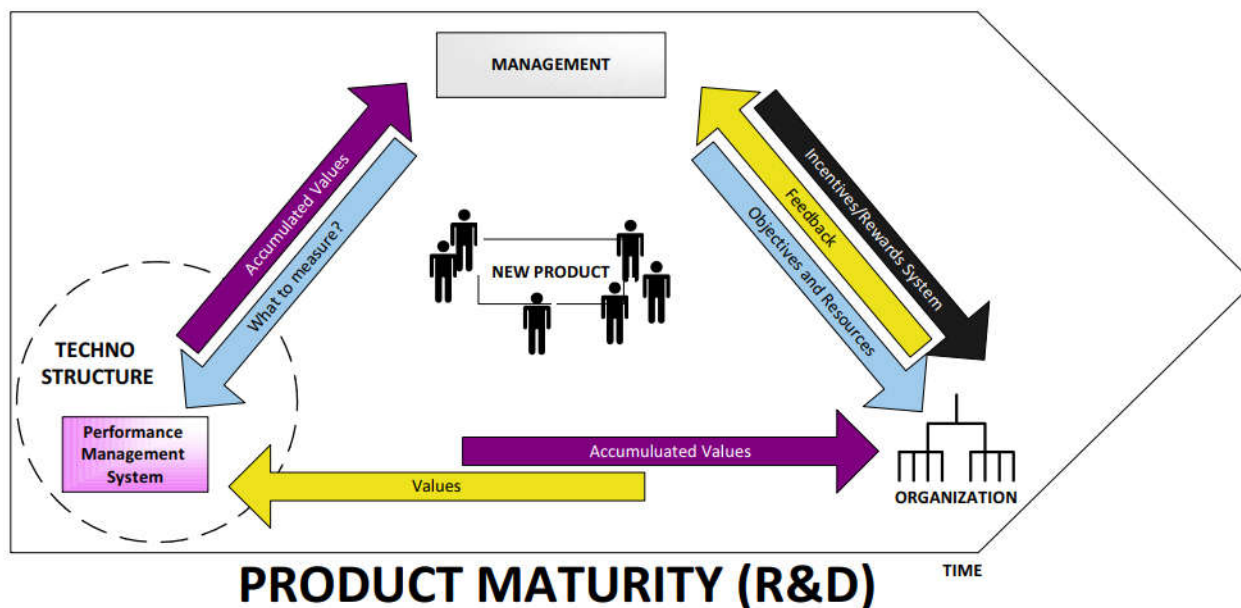 MANAGEMENT
Accumulated Values
What to measure?
Incentives/Rewards System
Feedback
Objectives and Resources
NEW PRODUCT
TECHNO
STRUCTURE
Performance
Management
System
Accumuluated Values
Values
ORGANIZATION
TIME
PRODUCT MATURITY (R&D)